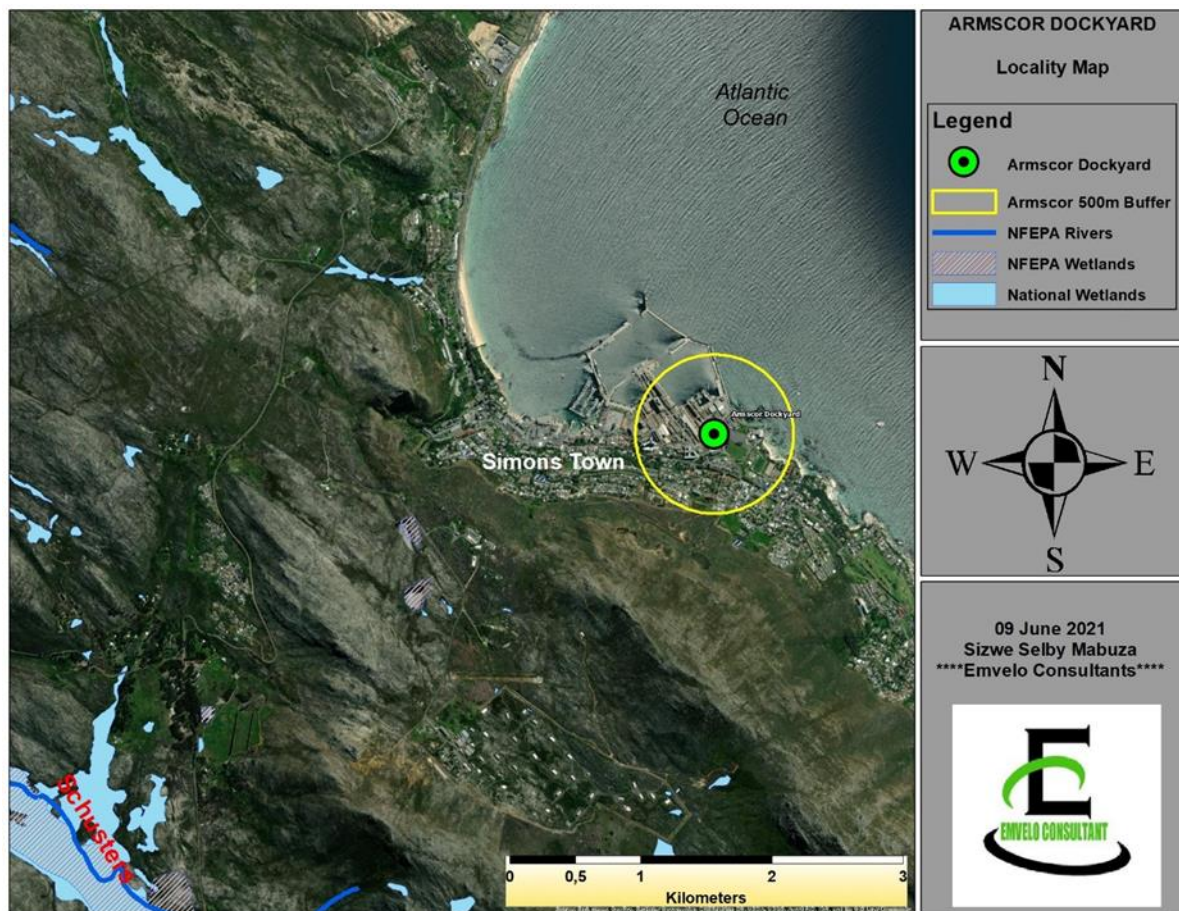 Atlantic
Ocean
Armscor Dockyard
Simons Town
Schusters
0 0,5 1 2 3
Kilometers
ARMSCOR DOCKYARD
Locality Map
Legend
Armscor Dockyard
Armscor 500m Buffer
NFEPA Rivers
NFEPA Wetlands
National Wetlands
N
W E
S
09 June 2021
Sizwe Selby Mabuza
****Emvelo Consultants****
E
EMVELO CONSULTANT